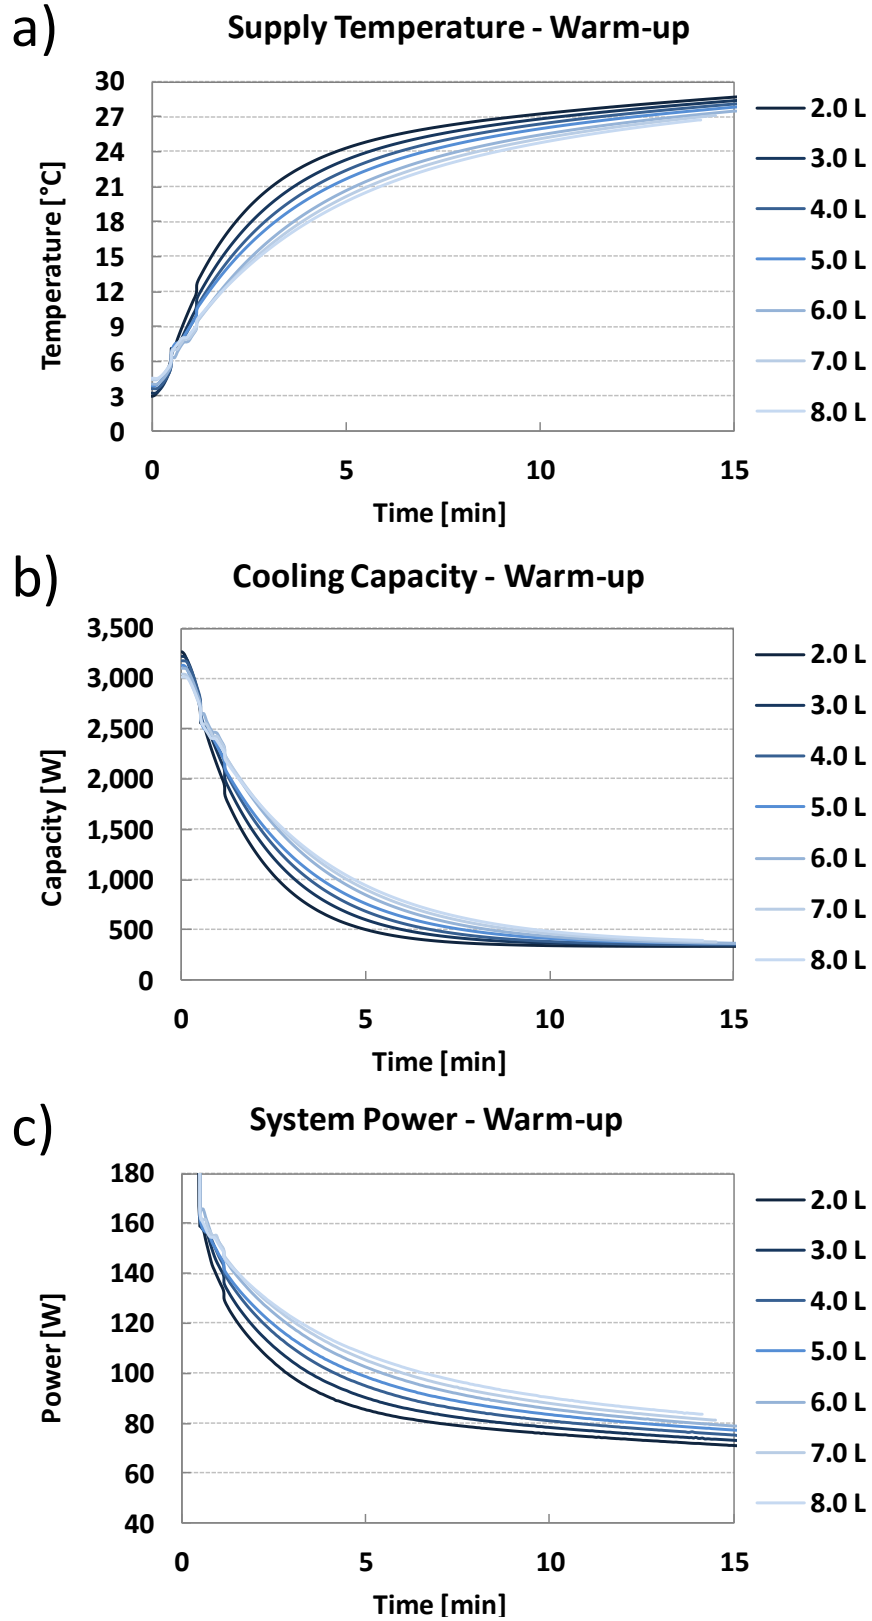 a)
Supply Temperature - Warm-up
30
27
24
21
18
15
12
9
6
3
0
Temperature [°C]
0 5 10 15
Time [min]
2.0 L
3.0 L
4.0 L
5.0 L
6.0 L
7.0 L
8.0 L
b)
Cooling Capacity - Warm-up
3,500
3,000
2,500
2,000
1,500
1,000
500
0
Capacity [W]
0 5 10 15
Time [min]
2.0 L
3.0 L
4.0 L
5.0 L
6.0 L
7.0 L
8.0 L
c)
System Power - Warm-up
180
160
140
120
100
80
60
40
Power [W]
0 5 10 15
Time [min]
2.0 L
3.0 L
4.0 L
5.0 L
6.0 L
7.0 L
8.0 L